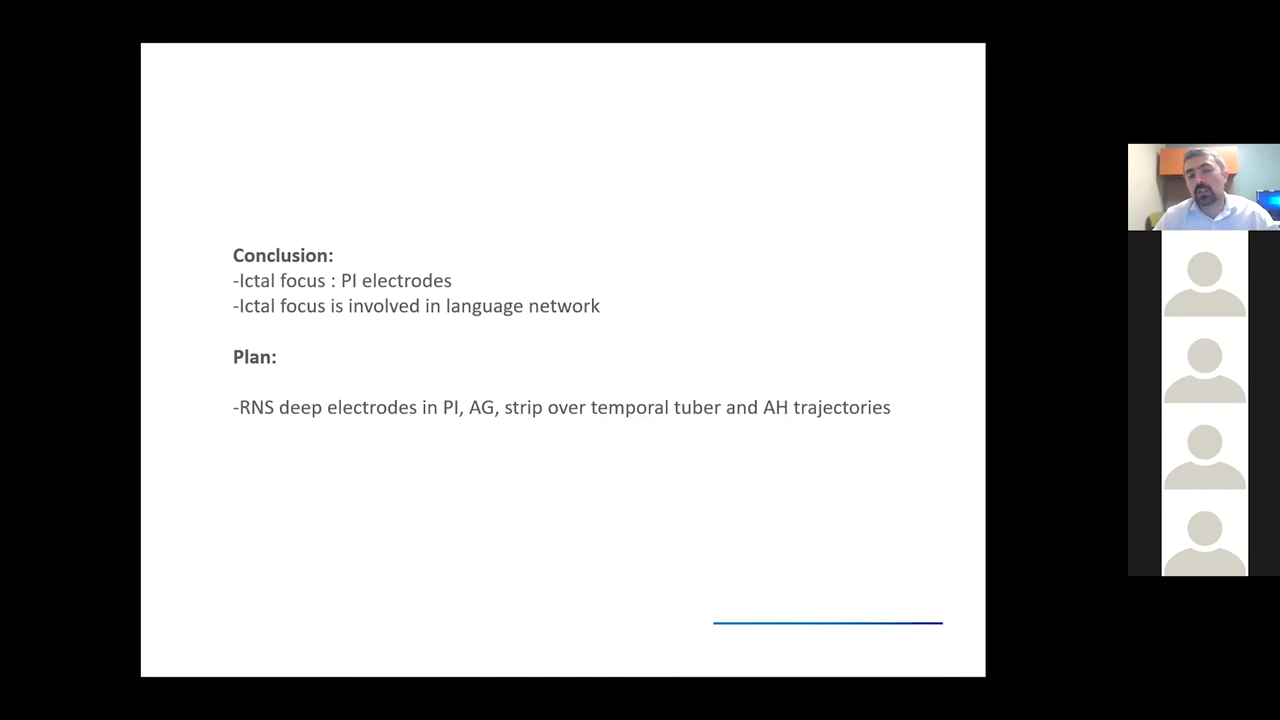 Conclusion:
-Ictal focus : PI electrodes
-Ictal focus is involved in language network
Plan:
-RNS deep electrodes in PI, AG, strip over temporal tuber and AH trajectories